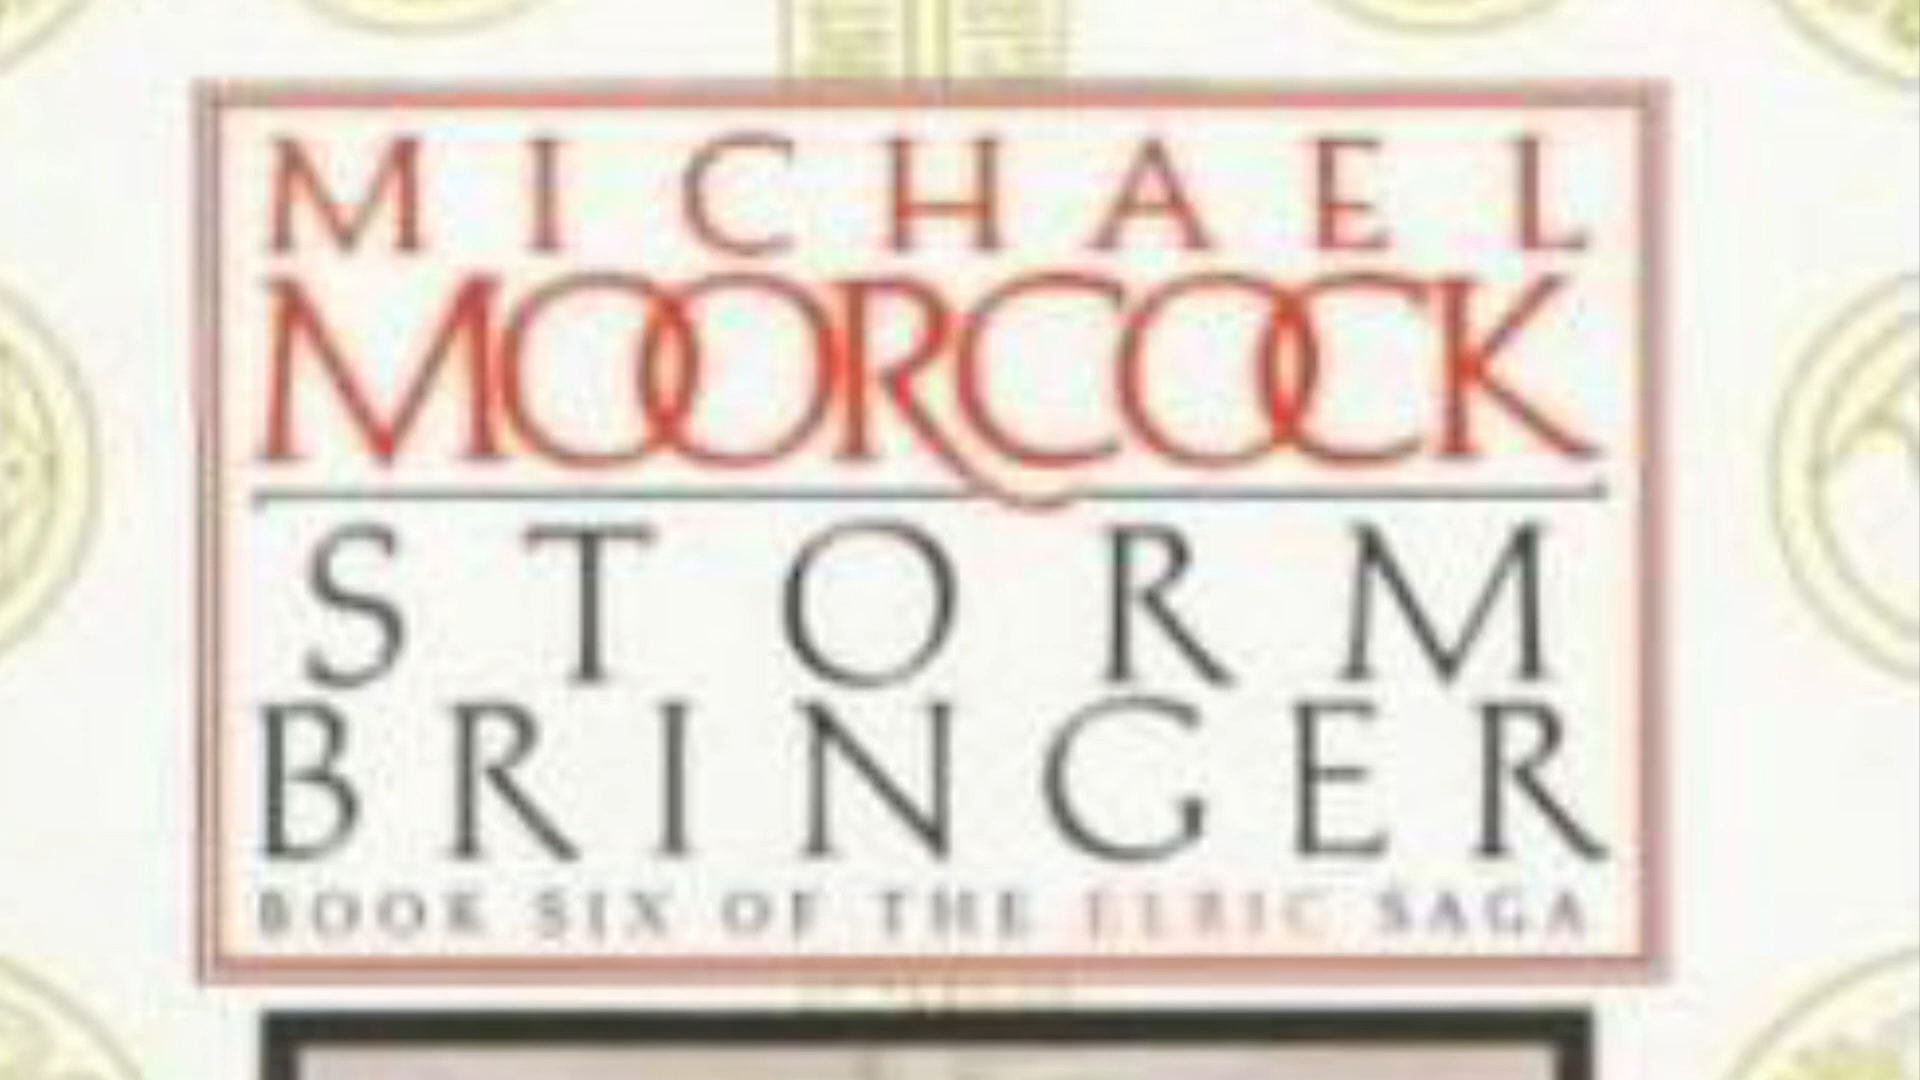 MICHAEL
MOORCOCK
STORM
BRINGER
BOOK SIX OF THE ELRIC SAGA